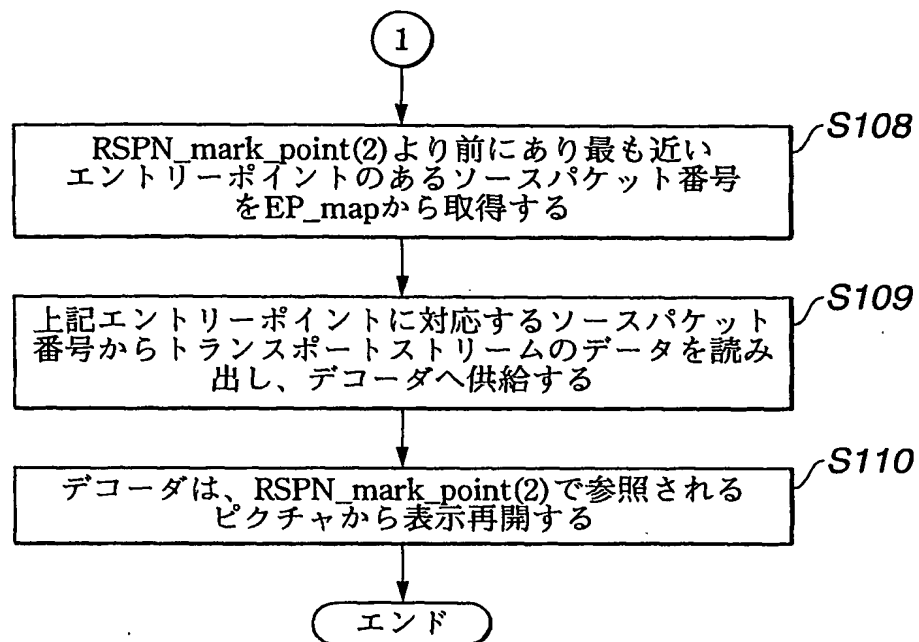 1
S108
RSPN_mark_point(2)より前にあり最も近い
エントリーポイントのあるソースパケット番号
をEP_mapから取得する
S109
上記エントリーポイントに対応するソースパケット
番号からトランスポートストリームのデータを読み
出し、デコーダへ供給する
S110
デコーダは、RSPN_mark_point(2)で参照される
ピクチャから表示再開する
エンド